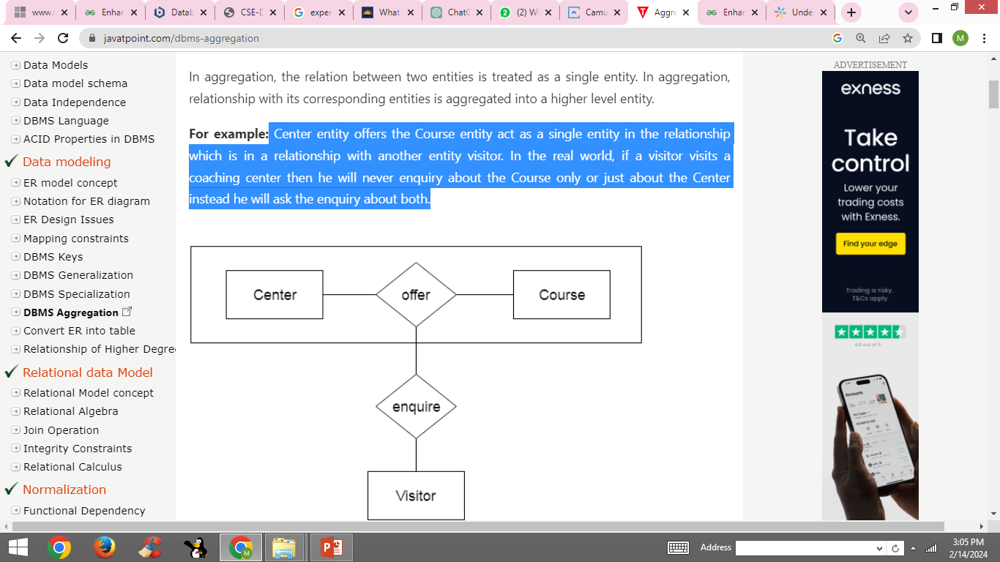 www.
Enhar
Datab
CSE-D
exper
What
ChatG
(2) W
Camu
Aggre
Enhar
Unde
javatpoint.com/dbms-aggregation
M
Data Models
Data model schema
Data Independence
DBMS Language
ACID Properties in DBMS
Data modeling
ER model concept
Notation for ER diagram
ER Design Issues
Mapping constraints
DBMS Keys
DBMS Generalization
DBMS Specialization
DBMS Aggregation
Convert ER into table
Relationship of Higher Degre
Relational data Model
Relational Model concept
Relational Algebra
Join Operation
Integrity Constraints
Relational Calculus
Normalization
Functional Dependency
In aggregation, the relation between two entities is treated as a single entity. In aggregation,
relationship with its corresponding entities is aggregated into a higher level entity.
For example: Center entity offers the Course entity act as a single entity in the relationship
which is in a relationship with another entity visitor. In the real world, if a visitor visits a
coaching center then he will never enquiry about the Course only or just about the Center
instead he will ask the enquiry about both.
Center
offer
Course
enquire
Visitor
ADVERTISEMENT
exness
Take
control
Lower your
trading costs
with Exness.
Find your edge
Trading is risky.
T&Cs apply.
4.6 out of 5
Accounts
Address
3:05 PM
2/14/2024